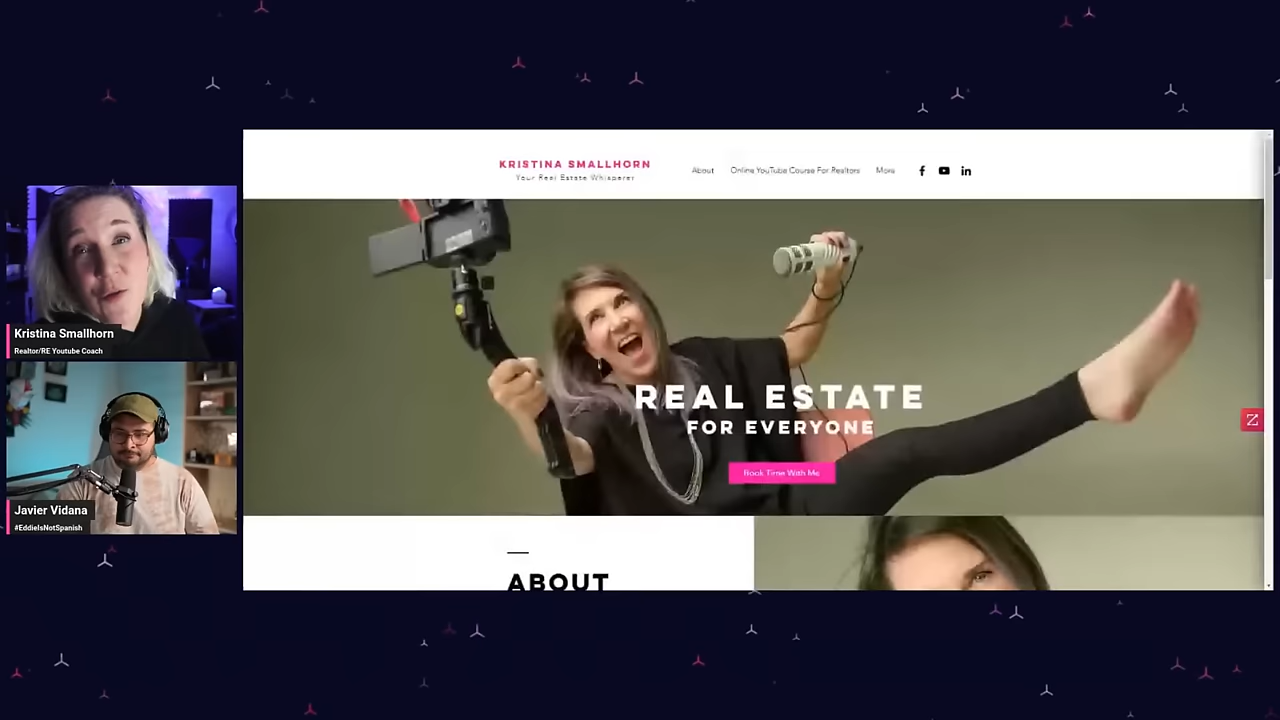 KRISTINA SMALLHORN
Your Real Estate Whisperer
About
Online YouTube Course For Realtors
More
REAL ESTATE
FOR EVERYONE
Book Time With Me
ABOUT
Kristina Smallhorn
Realtor/RE Youtube Coach
Javier Vidana
#EddieIsNotSpanish